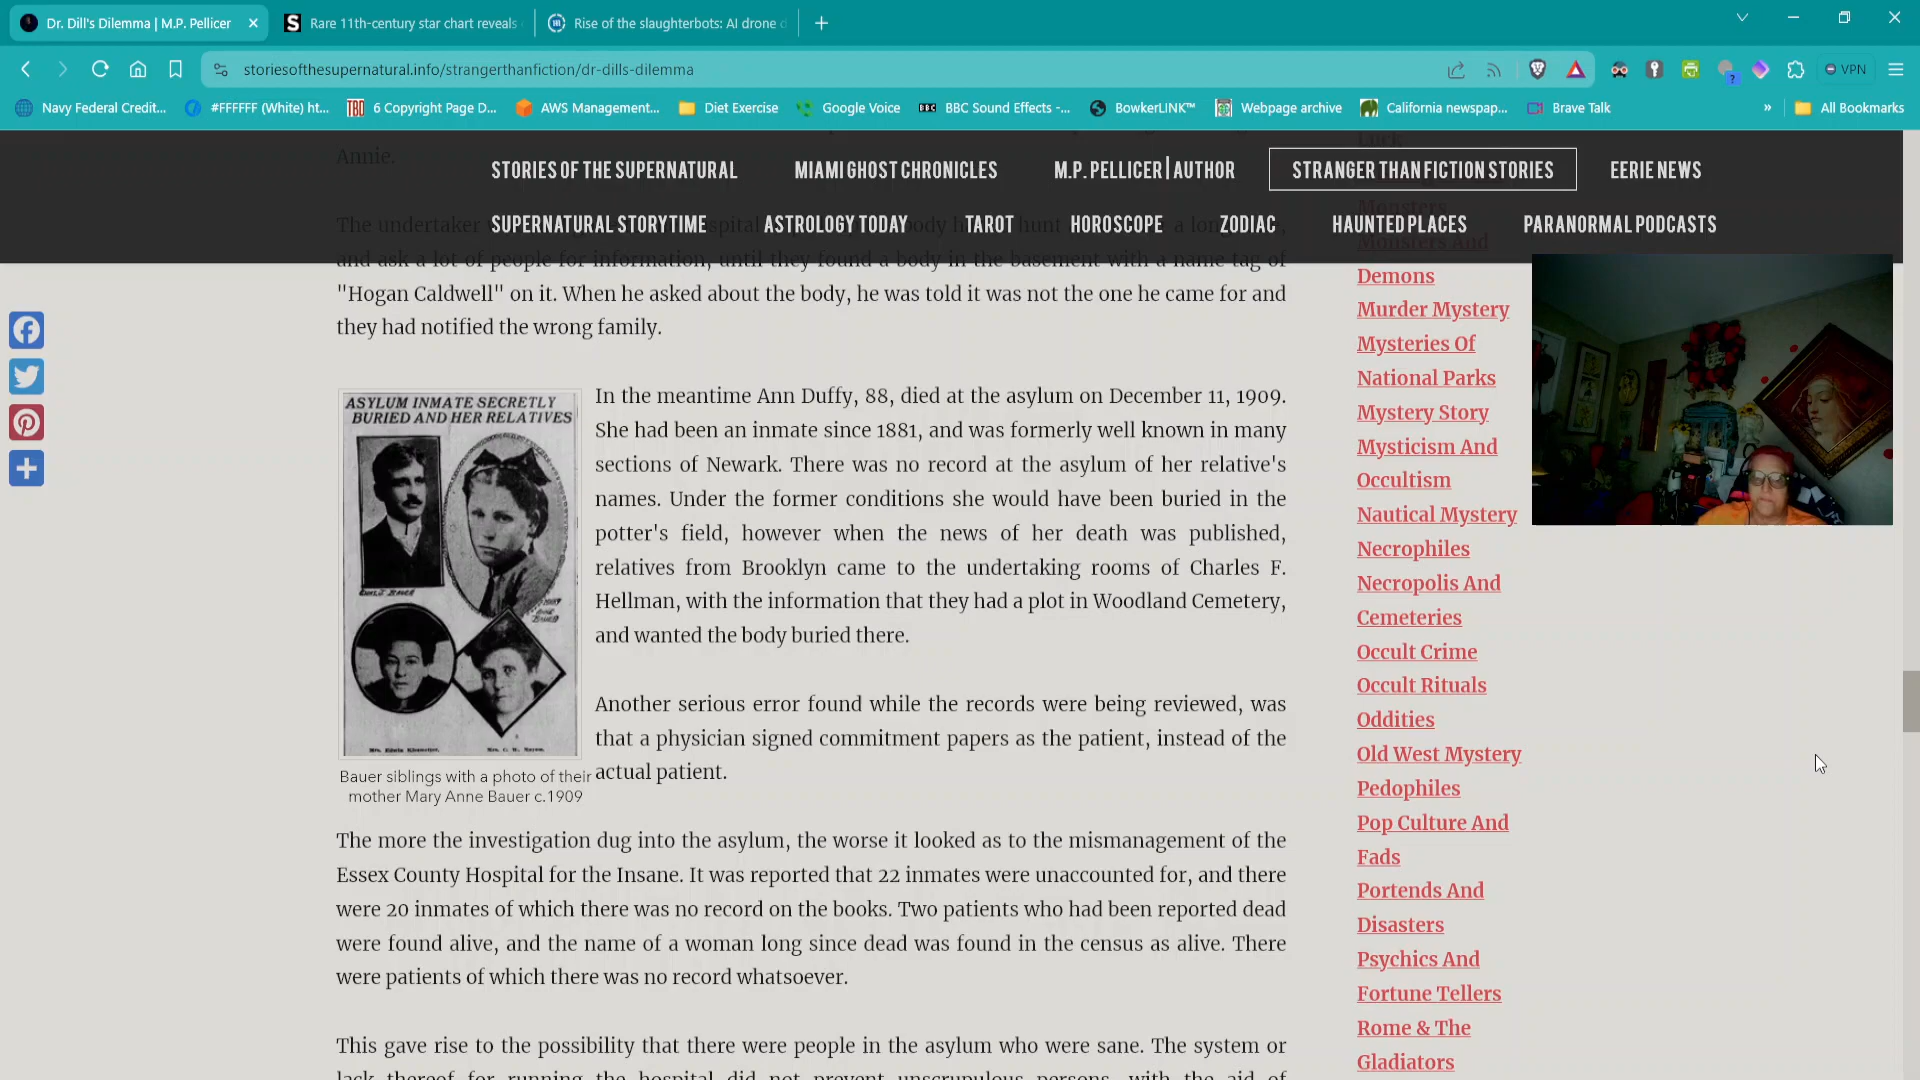 Dr. Dill's Dilemma | M.P. Pellicer
Rare 11th-century star chart reveals
Rise of the slaughterbots: AI drone d
storiesofthesupernatural.info/strangerthanfiction/dr-dills-dilemma
VPN
Navy Federal Credit...
#FFFFFF (White) ht...
6 Copyright Page D...
AWS Management...
Diet Exercise
Google Voice
BBC Sound Effects -...
BowkerLINK™
Webpage archive
California newspap...
Brave Talk
»
All Bookmarks
Annie.
STORIES OF THE SUPERNATURAL
MIAMI GHOST CHRONICLES
M.P. PELLICER | AUTHOR
STRANGER THAN FICTION STORIES
EERIE NEWS
SUPERNATURAL STORYTIME
ASTROLOGY TODAY
TAROT
HOROSCOPE
ZODIAC
HAUNTED PLACES
PARANORMAL PODCASTS
and ask a lot of people for information, until they found a body in the basement with a name tag of
"Hogan Caldwell" on it. When he asked about the body, he was told it was not the one he came for and
they had notified the wrong family.
ASYLUM INMATE SECRETLY
BURIED AND HER RELATIVES
Bauer siblings with a photo of their
mother Mary Anne Bauer c.1909
In the meantime Ann Duffy, 88, died at the asylum on December 11, 1909.
She had been an inmate since 1881, and was formerly well known in many
sections of Newark. There was no record at the asylum of her relative's
names. Under the former conditions she would have been buried in the
potter's field, however when the news of her death was published,
relatives from Brooklyn came to the undertaking rooms of Charles F.
Hellman, with the information that they had a plot in Woodland Cemetery,
and wanted the body buried there.
Another serious error found while the records were being reviewed, was
that a physician signed commitment papers as the patient, instead of the
actual patient.
The more the investigation dug into the asylum, the worse it looked as to the mismanagement of the
Essex County Hospital for the Insane. It was reported that 22 inmates were unaccounted for, and there
were 20 inmates of which there was no record on the books. Two patients who had been reported dead
were found alive, and the name of a woman long since dead was found in the census as alive. There
were patients of which there was no record whatsoever.
This gave rise to the possibility that there were people in the asylum who were sane. The system or
lack thereof for running the hospital did not prevent unscrupulous persons, with the aid of
Luck
Monsters
Monsters And
Demons
Murder Mystery
Mysteries Of
National Parks
Mystery Story
Mysticism And
Occultism
Nautical Mystery
Necrophiles
Necropolis And
Cemeteries
Occult Crime
Occult Rituals
Oddities
Old West Mystery
Pedophiles
Pop Culture And
Fads
Portends And
Disasters
Psychics And
Fortune Tellers
Rome & The
Gladiators